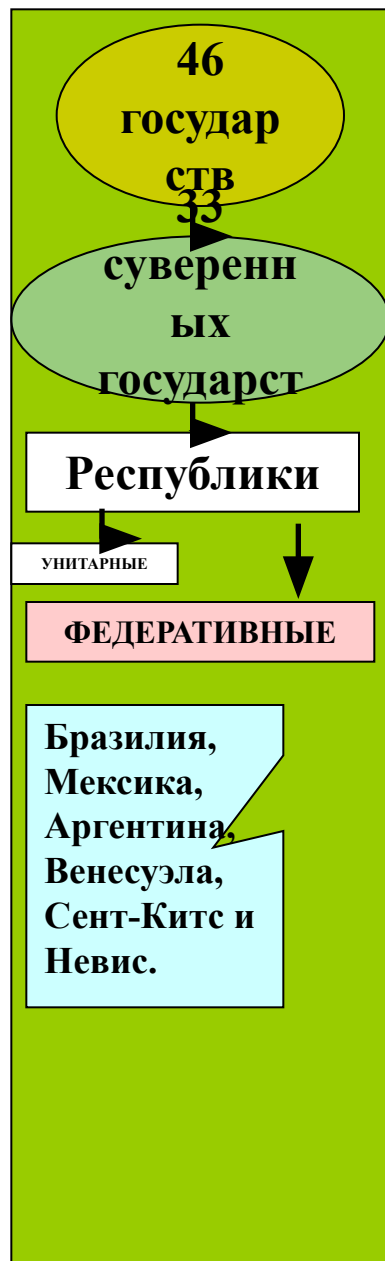 46
государ
ств
33
суверенн
ых
государст
Республики
УНИТАРНЫЕ
ФЕДЕРАТИВНЫЕ
Бразилия,
Мексика,
Аргентина,
Венесуэла,
Сент-Китс и
Невис.